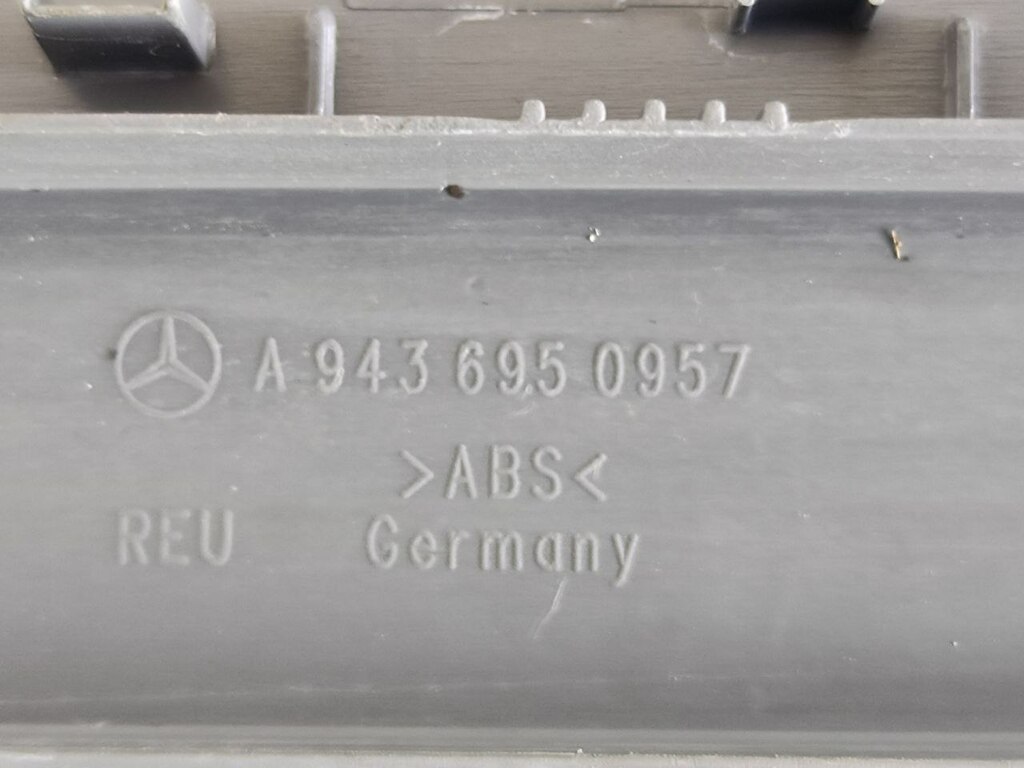 A 943 695 0957
>ABS<
REU Germany